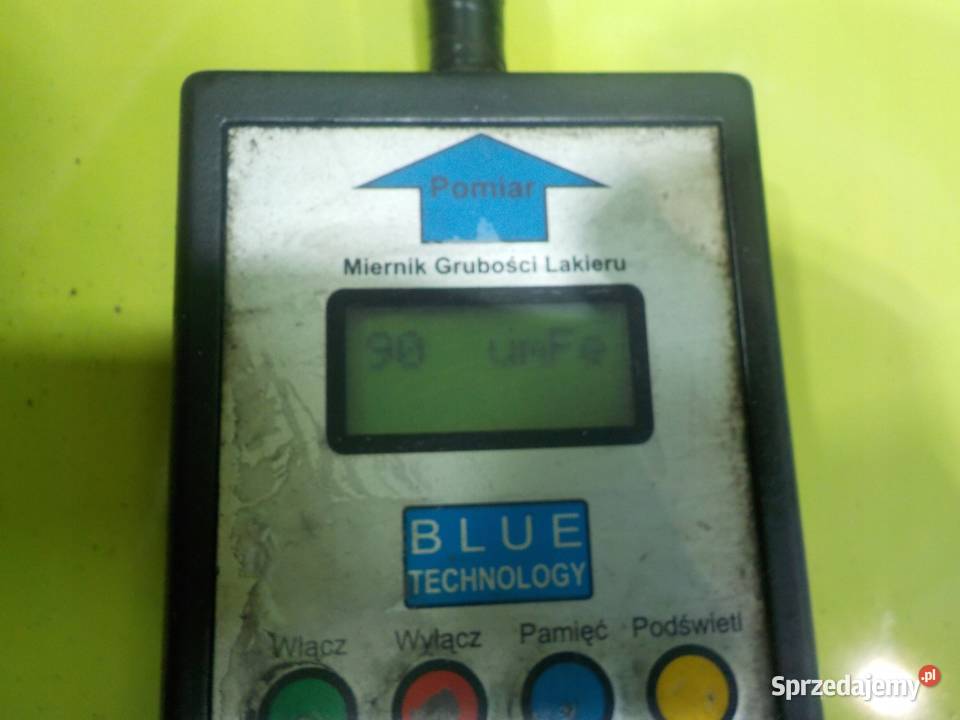 Pomiar
Miernik Grubości Lakieru
90 umFe
BLUE
TECHNOLOGY
Włącz Wyłącz Pamięć Podświetl
Sprzedajemy.pl